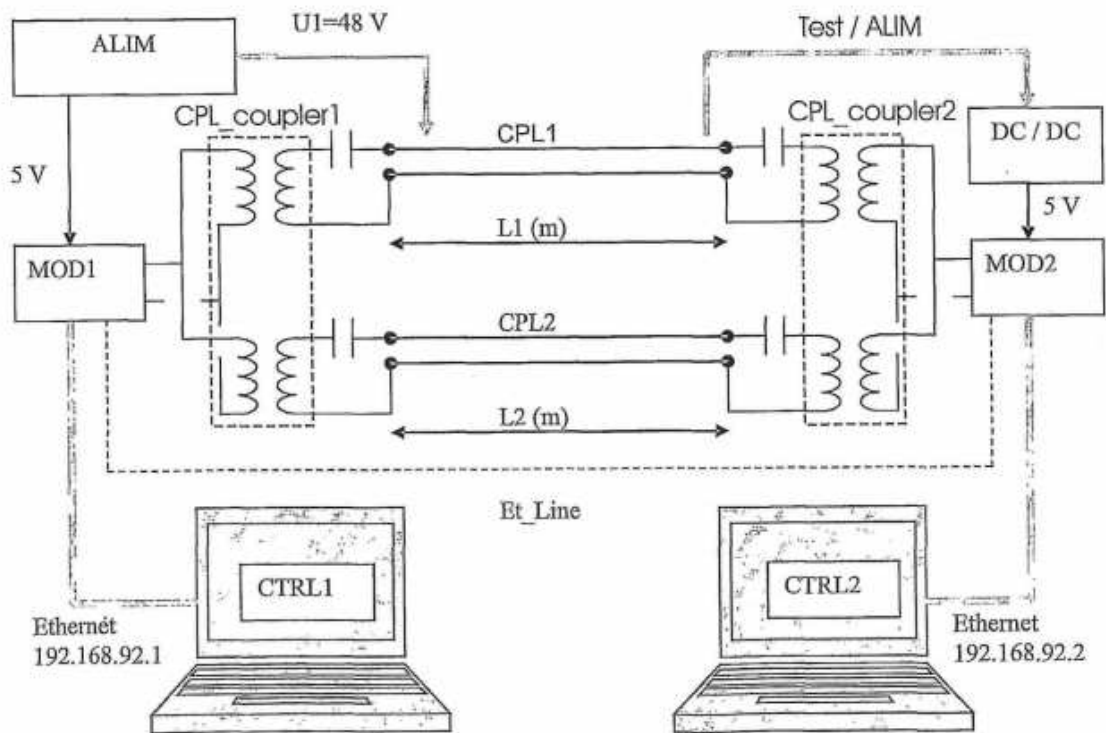 U1=48 V
Test / ALIM
ALIM
CPL_coupler1
CPL_coupler2
DC / DC
CPL1
5 V
5 V
L1 (m)
MOD1
MOD2
CPL2
L2 (m)
Et_Line
CTRL1
CTRL2
Ethernét
192.168.92.1
Ethernet
192.168.92.2